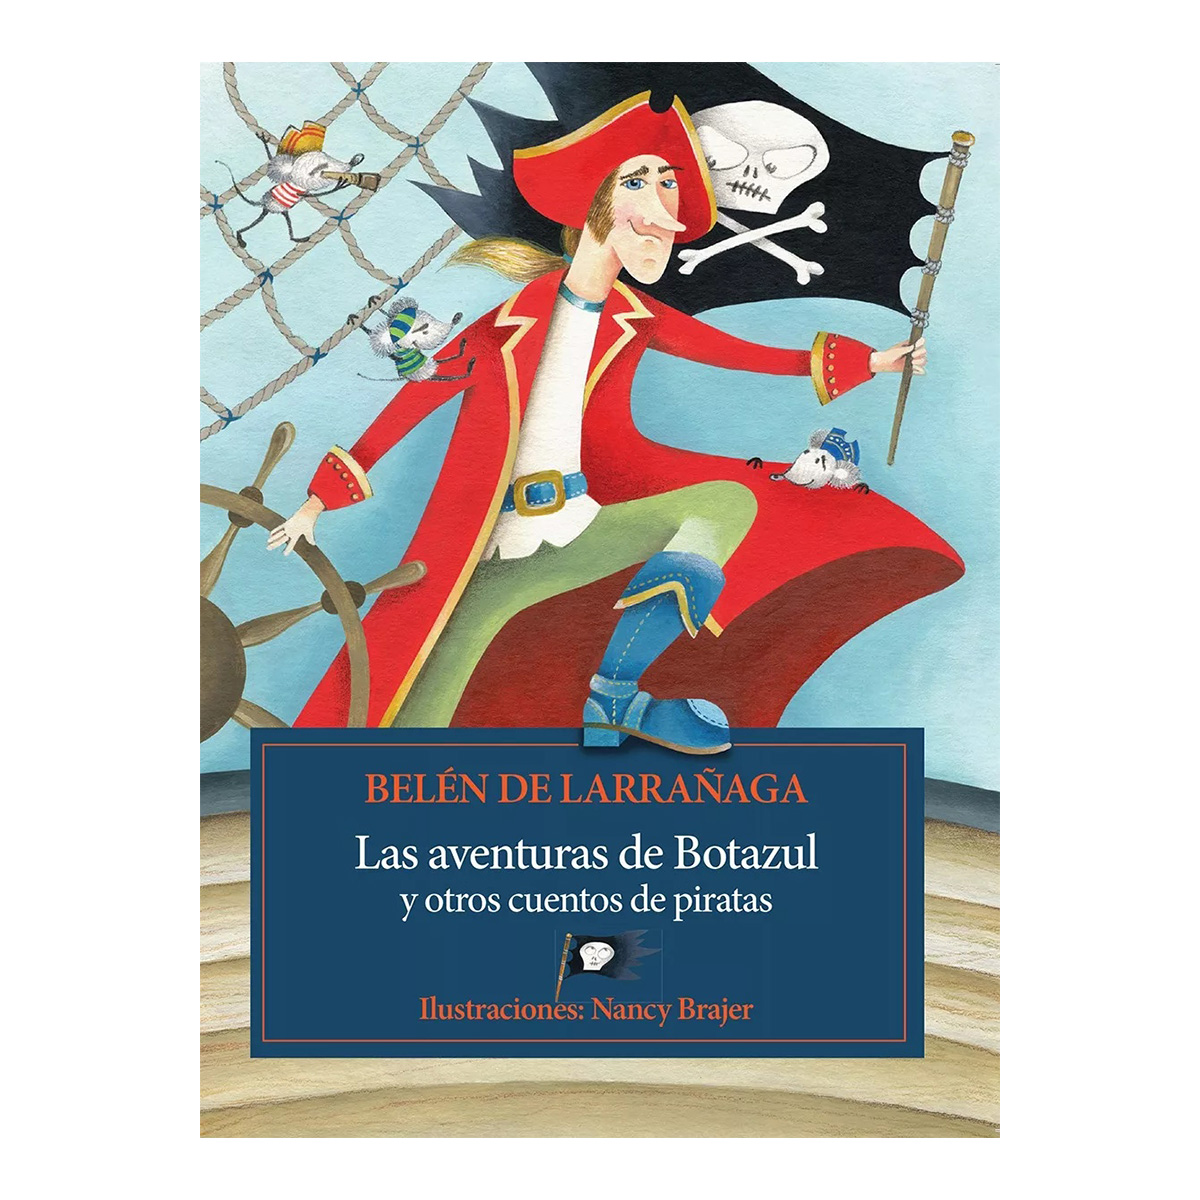 BELÉN DE LARRAÑAGA
Las aventuras de Botazul
y otros cuentos de piratas
Ilustraciones: Nancy Brajer